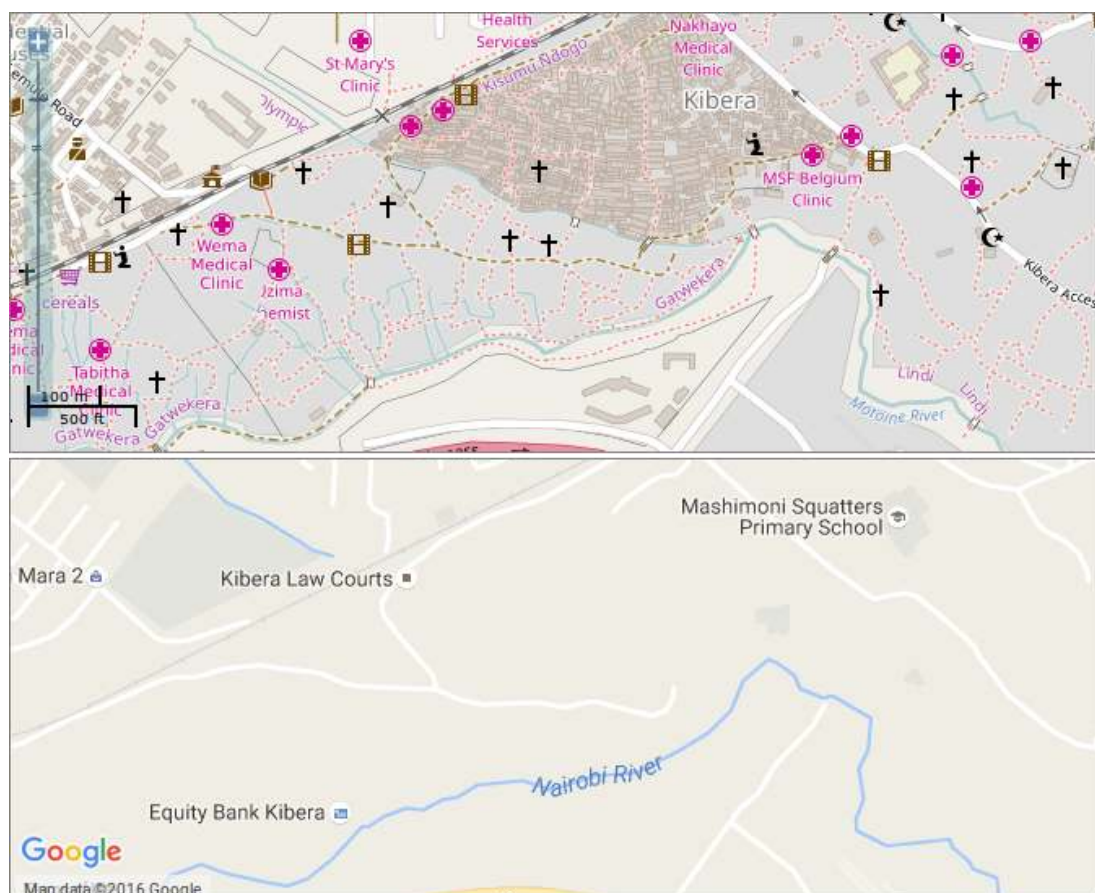 Health
Services
Nakhayo
Medical
Clinic
St Mary's
Clinic
Kisumu Ndogo
Kibera
Olympic
MSF Belgium
Clinic
Wema
Medical
Clinic
cereals
Gatwekera
Kibera Acces
Tabitha
Medical
100 m
500 ft
Gatwekera
Gatwekera
Lindi
Lindi
Motoine River
Mashimoni Squatters
Primary School
Mara 2
Kibera Law Courts
Nairobi River
Equity Bank Kibera
Google
Map data ©2016 Google